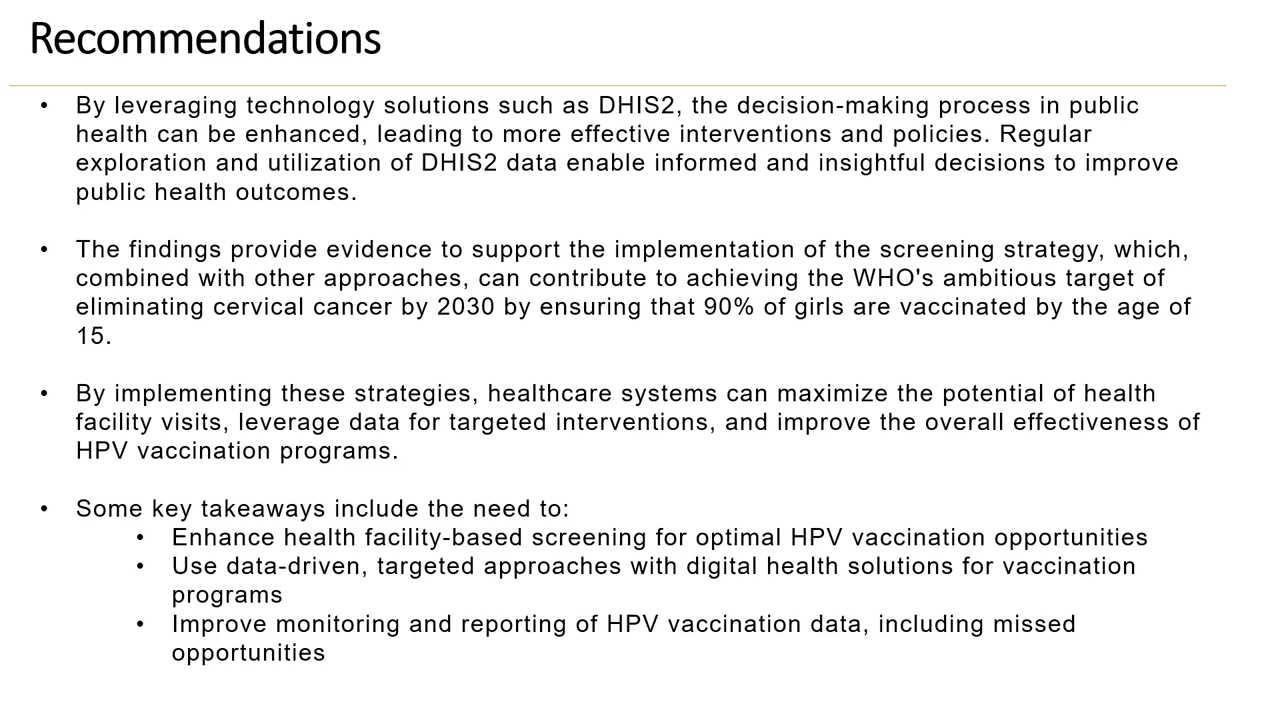 Recommendations
• By leveraging technology solutions such as DHIS2, the decision-making process in public
health can be enhanced, leading to more effective interventions and policies. Regular
exploration and utilization of DHIS2 data enable informed and insightful decisions to improve
public health outcomes.
• The findings provide evidence to support the implementation of the screening strategy, which,
combined with other approaches, can contribute to achieving the WHO's ambitious target of
eliminating cervical cancer by 2030 by ensuring that 90% of girls are vaccinated by the age of
15.
• By implementing these strategies, healthcare systems can maximize the potential of health
facility visits, leverage data for targeted interventions, and improve the overall effectiveness of
HPV vaccination programs.
• Some key takeaways include the need to:
• Enhance health facility-based screening for optimal HPV vaccination opportunities
• Use data-driven, targeted approaches with digital health solutions for vaccination
programs
• Improve monitoring and reporting of HPV vaccination data, including missed
opportunities